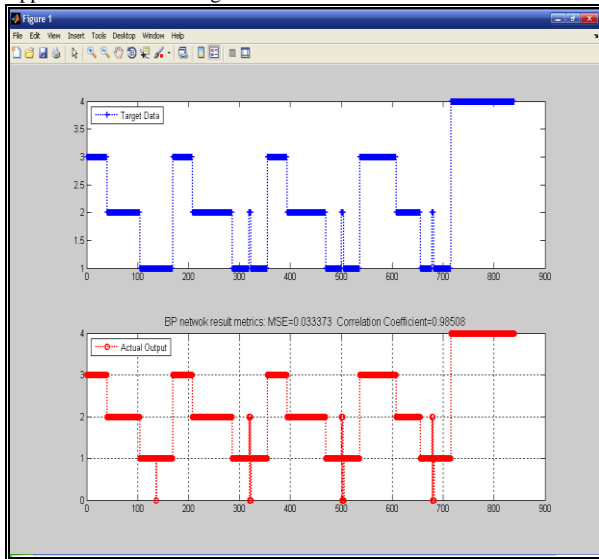 Figure 1
File Edit View Insert Tools Desktop Window Help
4
3.5
3
2.5
2
1.5
1
Target Data
0 100 200 300 400 500 600 700 800 900
BP netwok result metrics: MSE=0.033373 Correlation Coefficient=0.98508
4
3
2
1
0
Actual Output
0 100 200 300 400 500 600 700 800 900